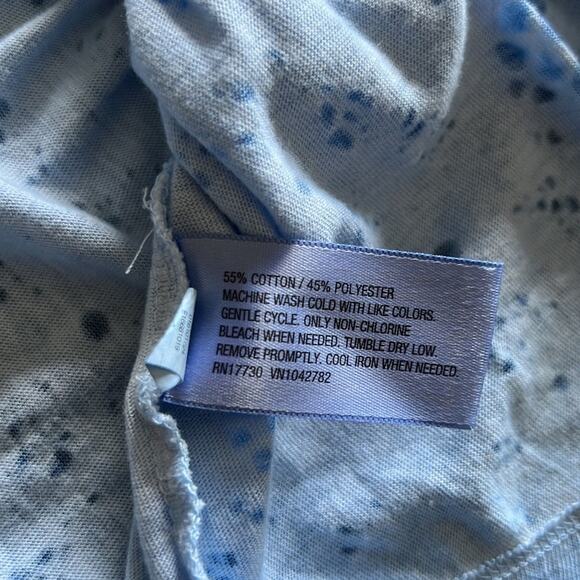 55% COTTON / 45% POLYESTER
MACHINE WASH COLD WITH LIKE COLORS.
GENTLE CYCLE. ONLY NON-CHLORINE
BLEACH WHEN NEEDED. TUMBLE DRY LOW.
REMOVE PROMPTLY. COOL IRON WHEN NEEDED.
RN17730 VN1042782